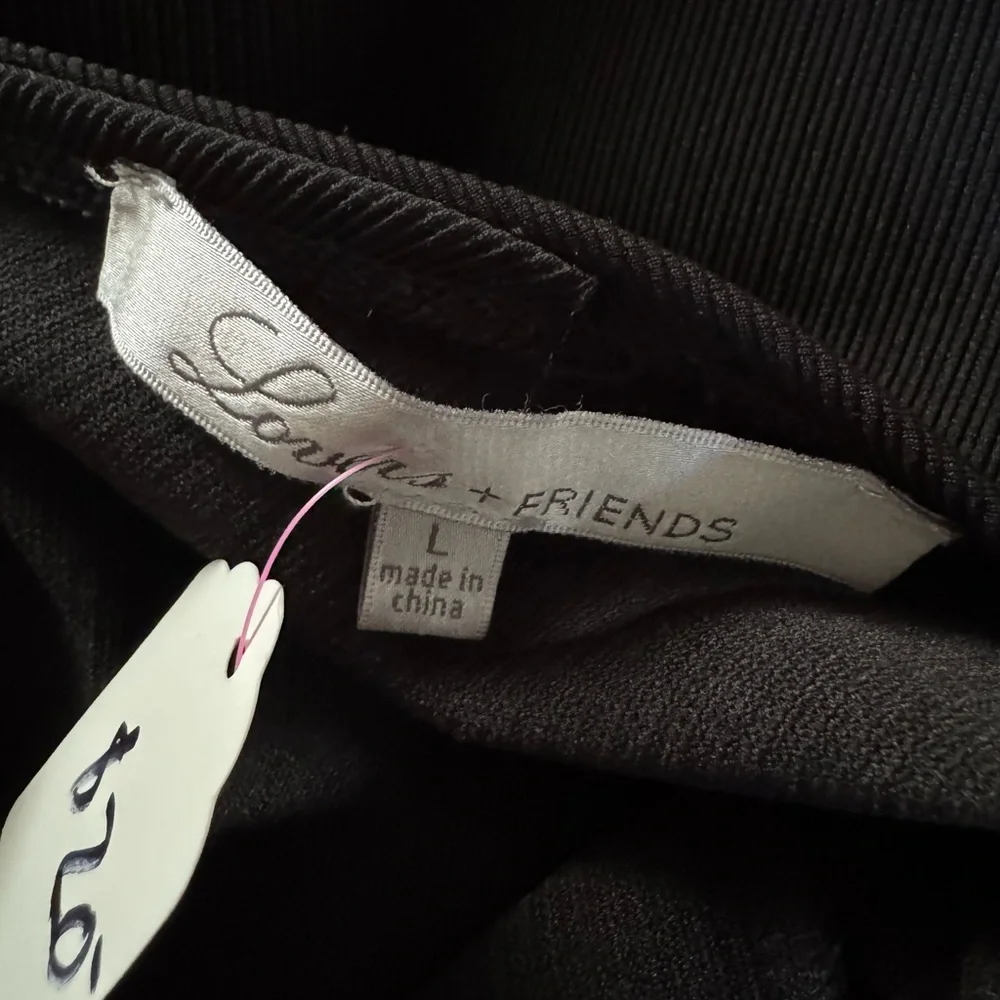 Lovers + FRIENDS
L
made in
china